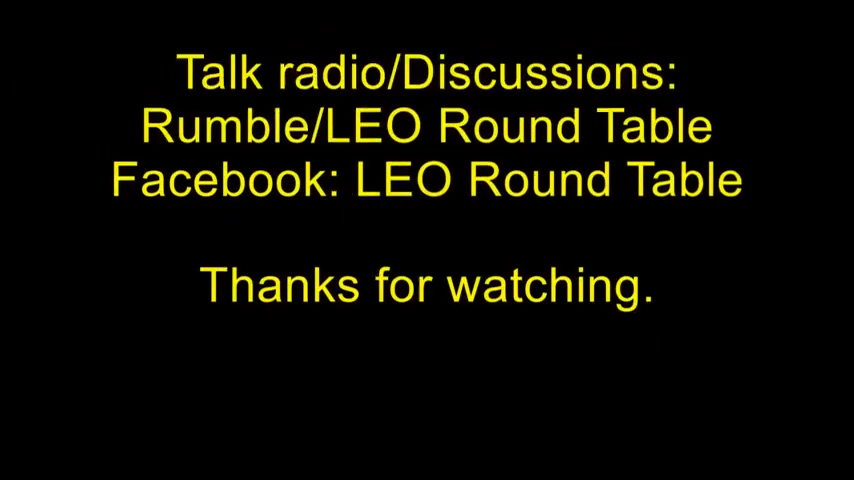 Talk radio/Discussions:
Rumble/LEO Round Table
Facebook: LEO Round Table
Thanks for watching.